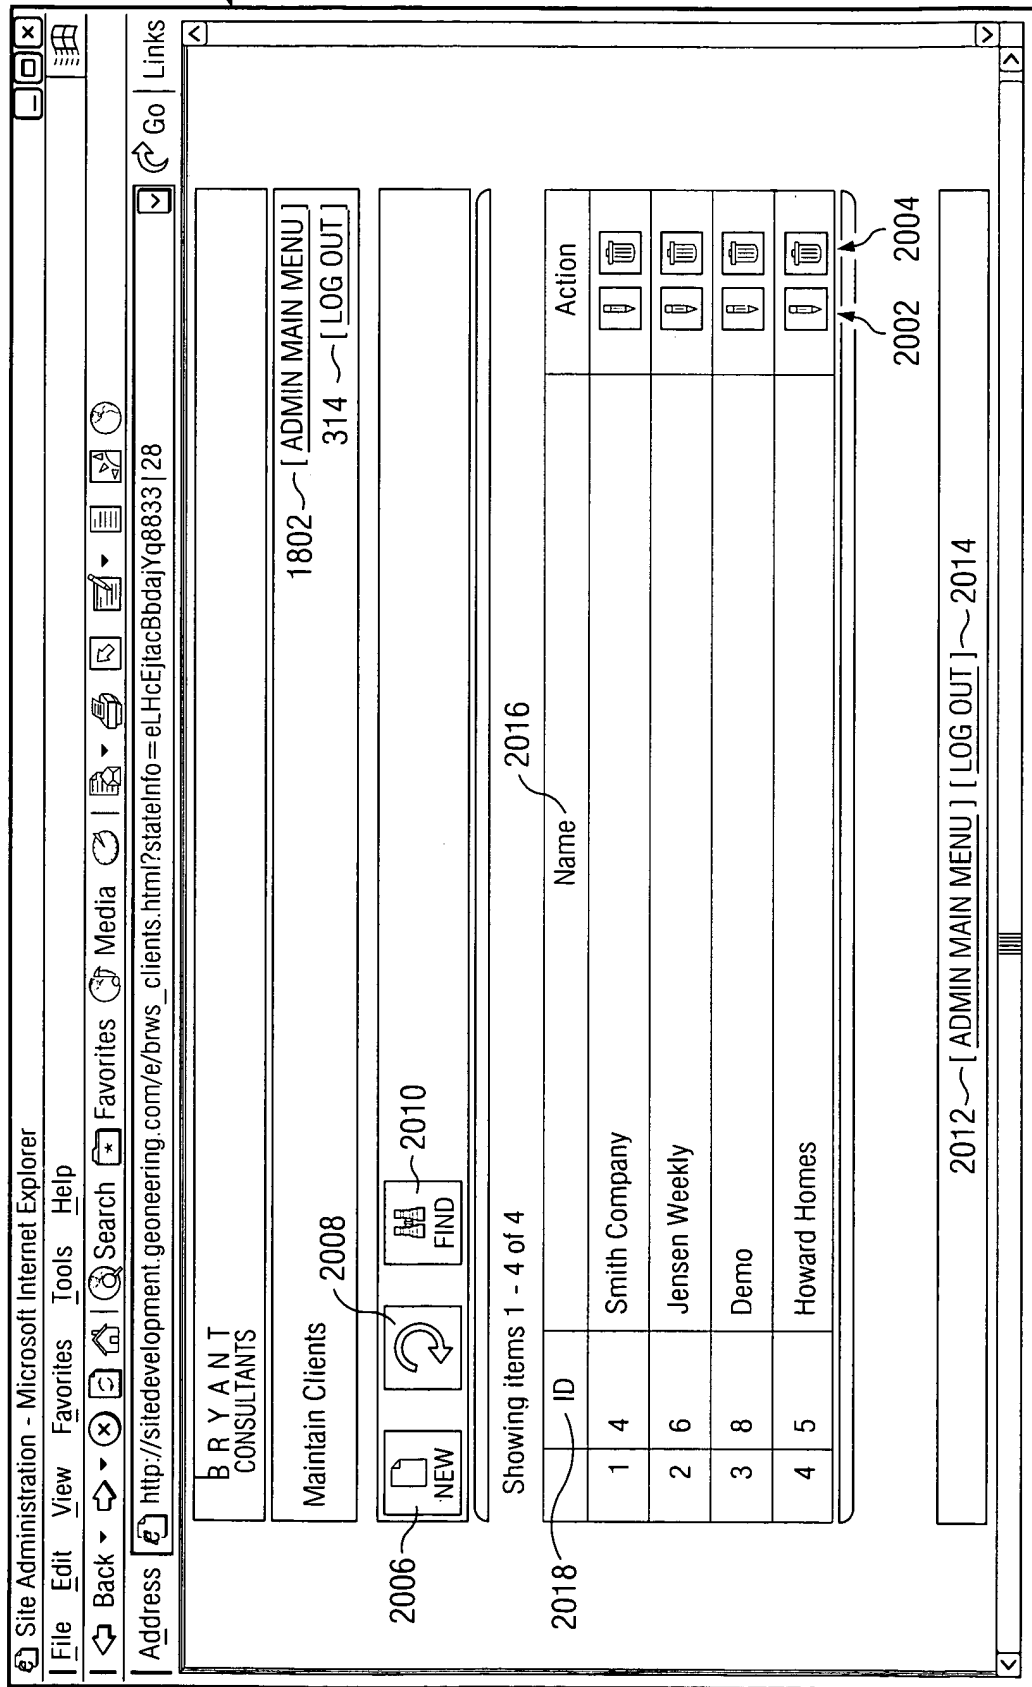 Site Administration - Microsoft Internet Explorer
File Edit View Favorites Tools Help
Back Search Favorites Media
Address http://sitedevelopment.geoneering.com/e/brws_clients.html?stateInfo=eLHcEjtacBbdajYq8833|28 Go Links
BRYANT
CONSULTANTS
Maintain Clients
1802 [ ADMIN MAIN MENU ]
314 [ LOG OUT ]
2006 NEW
2008
FIND 2010
Showing items 1 - 4 of 4
2018 ID Name 2016 Action
1 4 Smith Company
2 6 Jensen Weekly
3 8 Demo
4 5 Howard Homes
2002 2004
2012 [ ADMIN MAIN MENU ] [ LOG OUT ] 2014